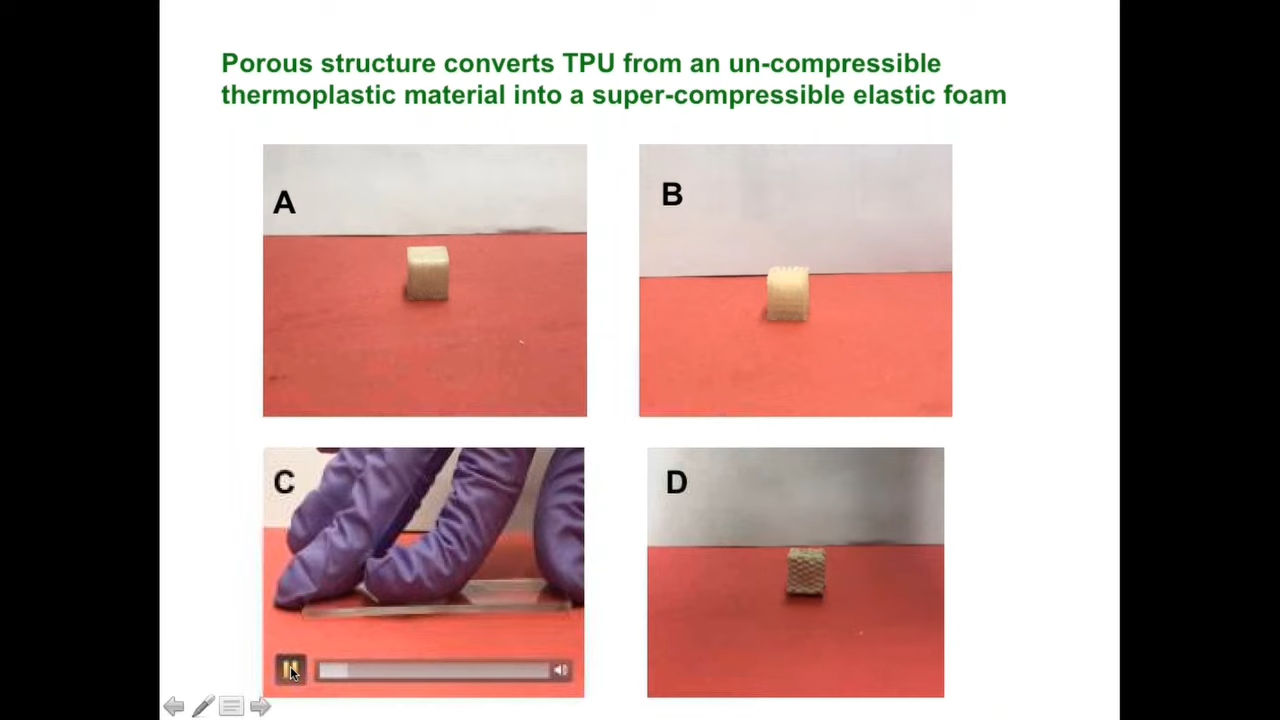 Porous structure converts TPU from an un-compressible
thermoplastic material into a super-compressible elastic foam
A
B
C
D